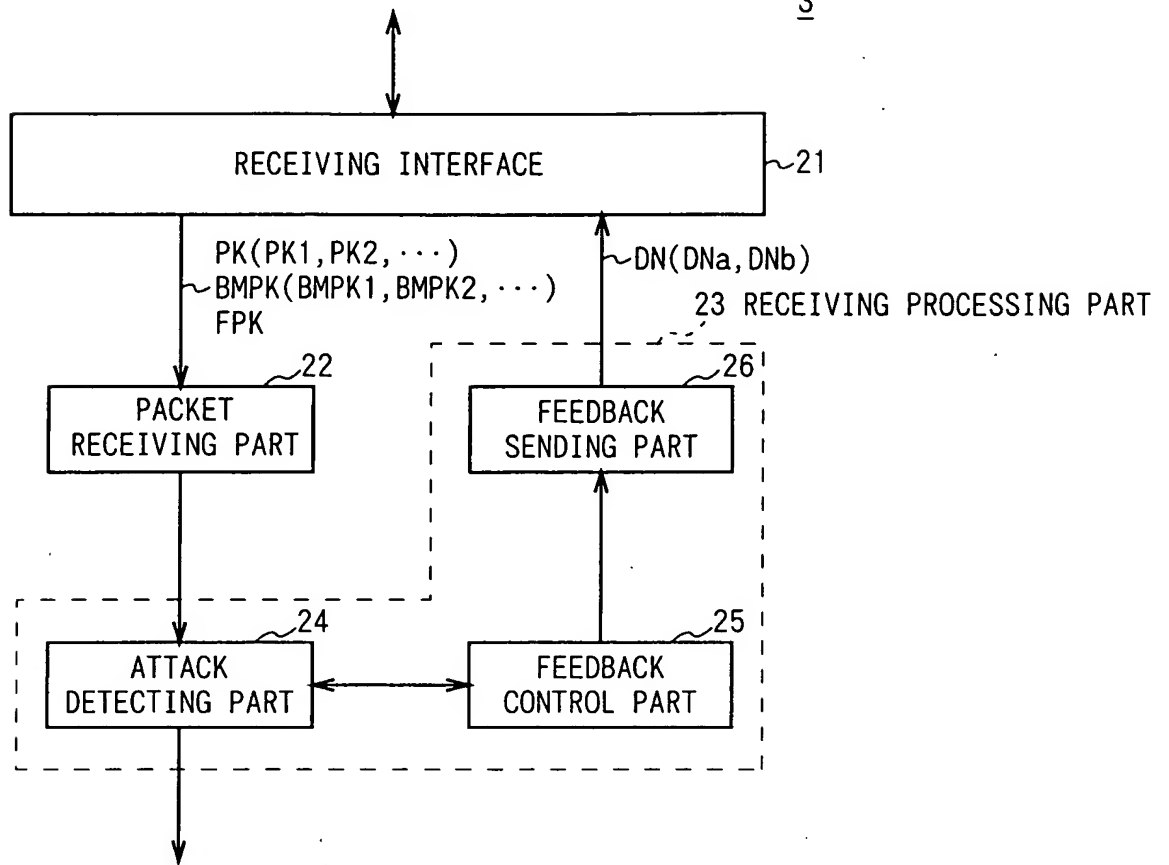 3
RECEIVING INTERFACE
21
PK(PK1,PK2,···)
BMPK(BMPK1,BMPK2,···)
FPK
DN(DNa,DNb)
23 RECEIVING PROCESSING PART
22
PACKET
RECEIVING PART
26
FEEDBACK
SENDING PART
24
ATTACK
DETECTING PART
25
FEEDBACK
CONTROL PART